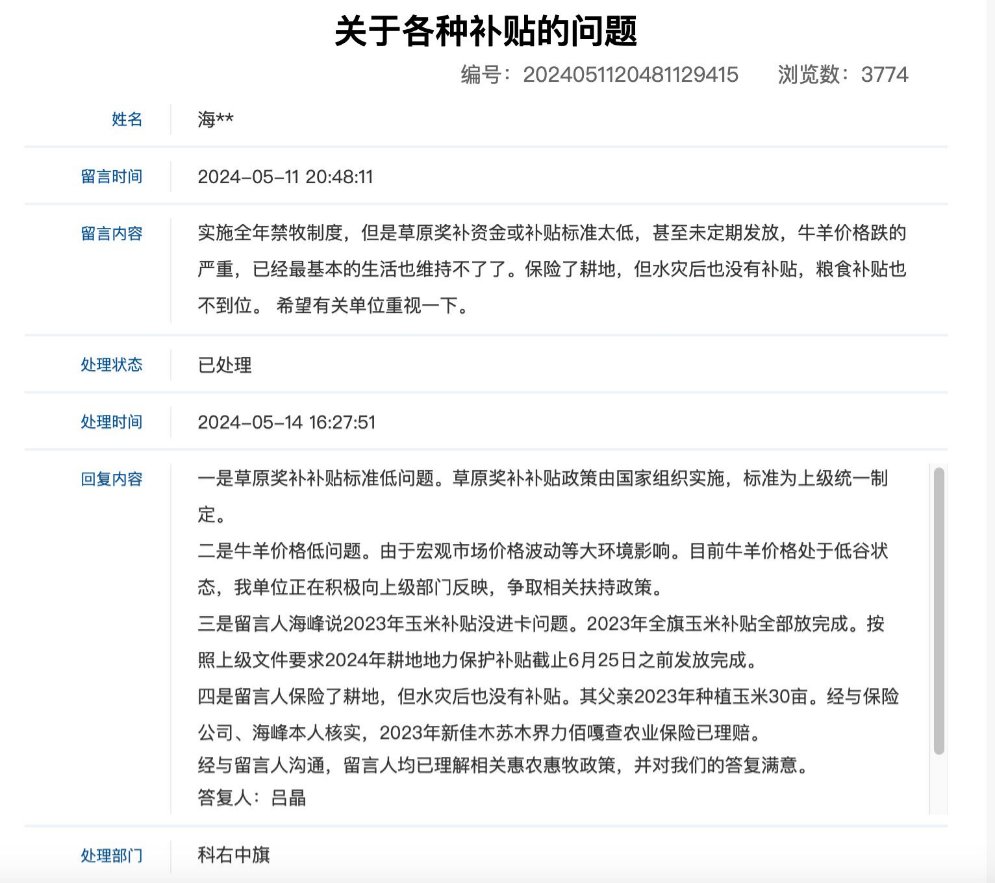 关于各种补贴的问题
编号：2024051120481129415 浏览数：3774
姓名 海**
留言时间 2024-05-11 20:48:11
留言内容 实施全年禁牧制度，但是草原奖补资金或补贴标准太低，甚至未定期发放，牛羊价格跌的
严重，已经最基本的生活也维持不了了。保险了耕地，但水灾后也没有补贴，粮食补贴也
不到位。 希望有关单位重视一下。
处理状态 已处理
处理时间 2024-05-14 16:27:51
回复内容 一是草原奖补补贴标准低问题。草原奖补补贴政策由国家组织实施，标准为上级统一制
定。
二是牛羊价格低问题。由于宏观市场价格波动等大环境影响。目前牛羊价格处于低谷状
态，我单位正在积极向上级部门反映，争取相关扶持政策。
三是留言人海峰说2023年玉米补贴没进卡问题。2023年全旗玉米补贴全部放完成。按
照上级文件要求2024年耕地地力保护补贴截止6月25日之前发放完成。
四是留言人保险了耕地，但水灾后也没有补贴。其父亲2023年种植玉米30亩。经与保险
公司、海峰本人核实，2023年新佳木苏木界力佰嘎查农业保险已理赔。
经与留言人沟通，留言人均已理解相关惠农惠牧政策，并对我们的答复满意。
答复人：吕晶
处理部门 科右中旗